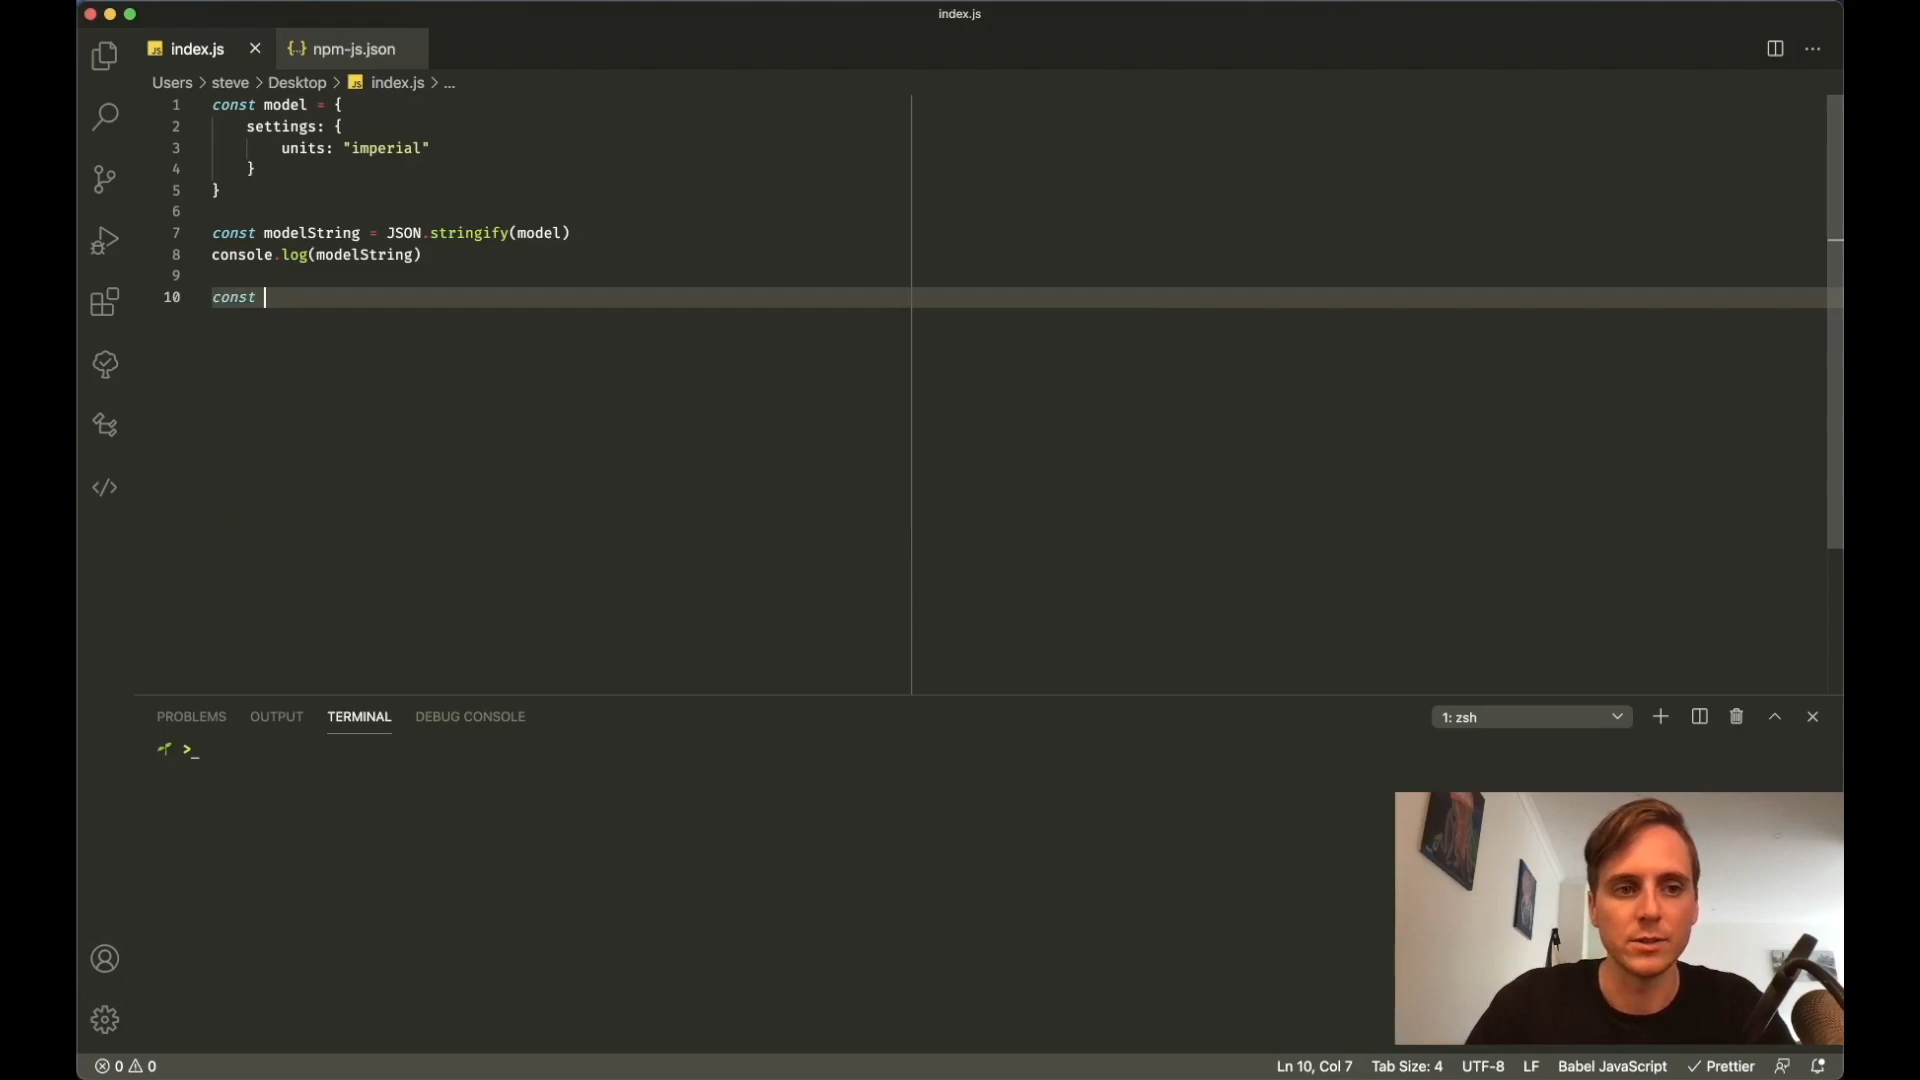 index.js
JS index.js
{..} npm-js.json
Users > steve > Desktop > JS index.js > ...
1 const model = {
2 settings: {
3 units: "imperial"
4 }
5 }
6
7 const modelString = JSON.stringify(model)
8 console.log(modelString)
9
10 const
PROBLEMS OUTPUT TERMINAL DEBUG CONSOLE
1: zsh
>_
0 0
Ln 10, Col 7 Tab Size: 4 UTF-8 LF Babel JavaScript ✓ Prettier